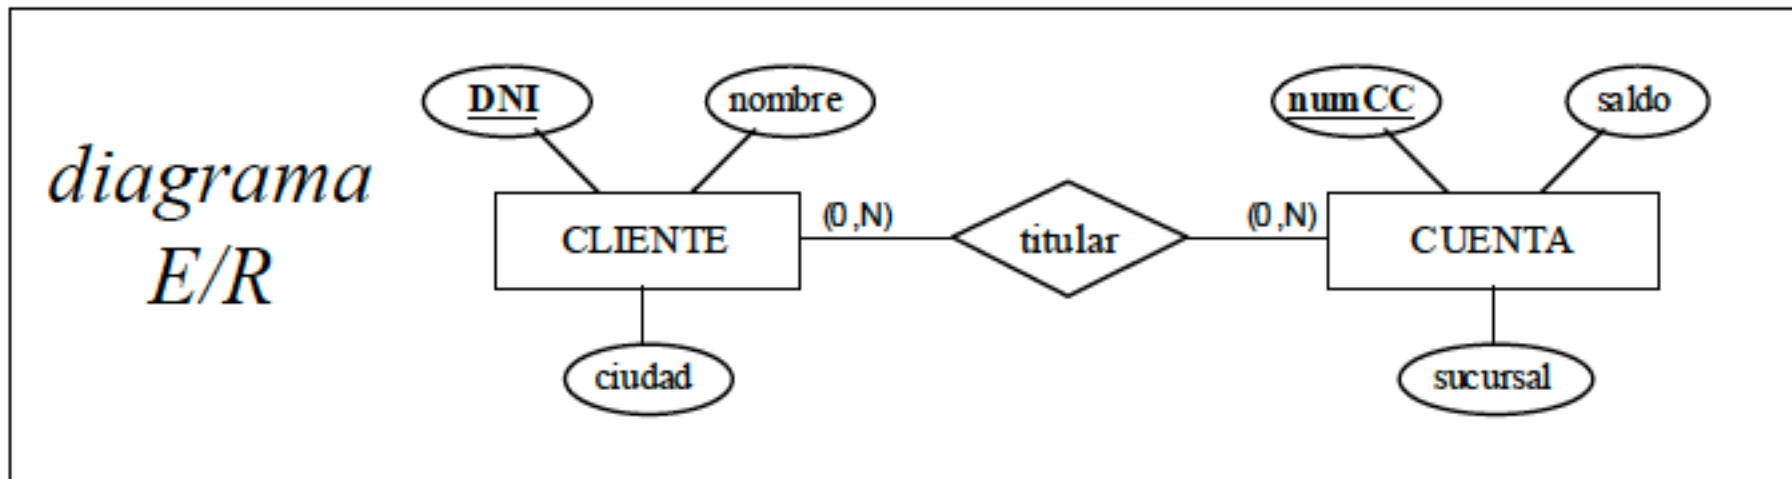 diagrama
E/R
DNI
nombre
numCC
saldo
CLIENTE
(0,N)
titular
(0,N)
CUENTA
ciudad
sucursal